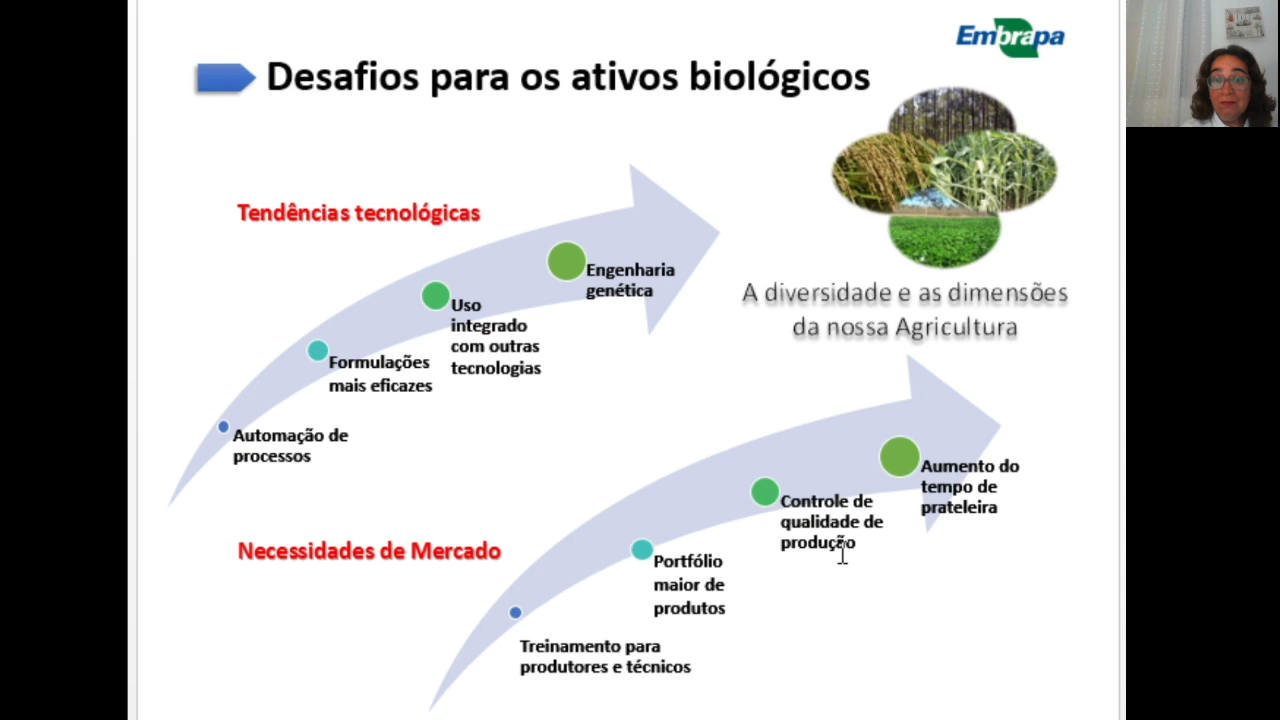 Embrapa
Desafios para os ativos biológicos
Tendências tecnológicas
Engenharia
genética
Uso
integrado
com outras
tecnologias
Formulações
mais eficazes
Automação de
processos
A diversidade e as dimensões
da nossa Agricultura
Necessidades de Mercado
Aumento do
tempo de
prateleira
Controle de
qualidade de
produção
Portfólio
maior de
produtos
Treinamento para
produtores e técnicos